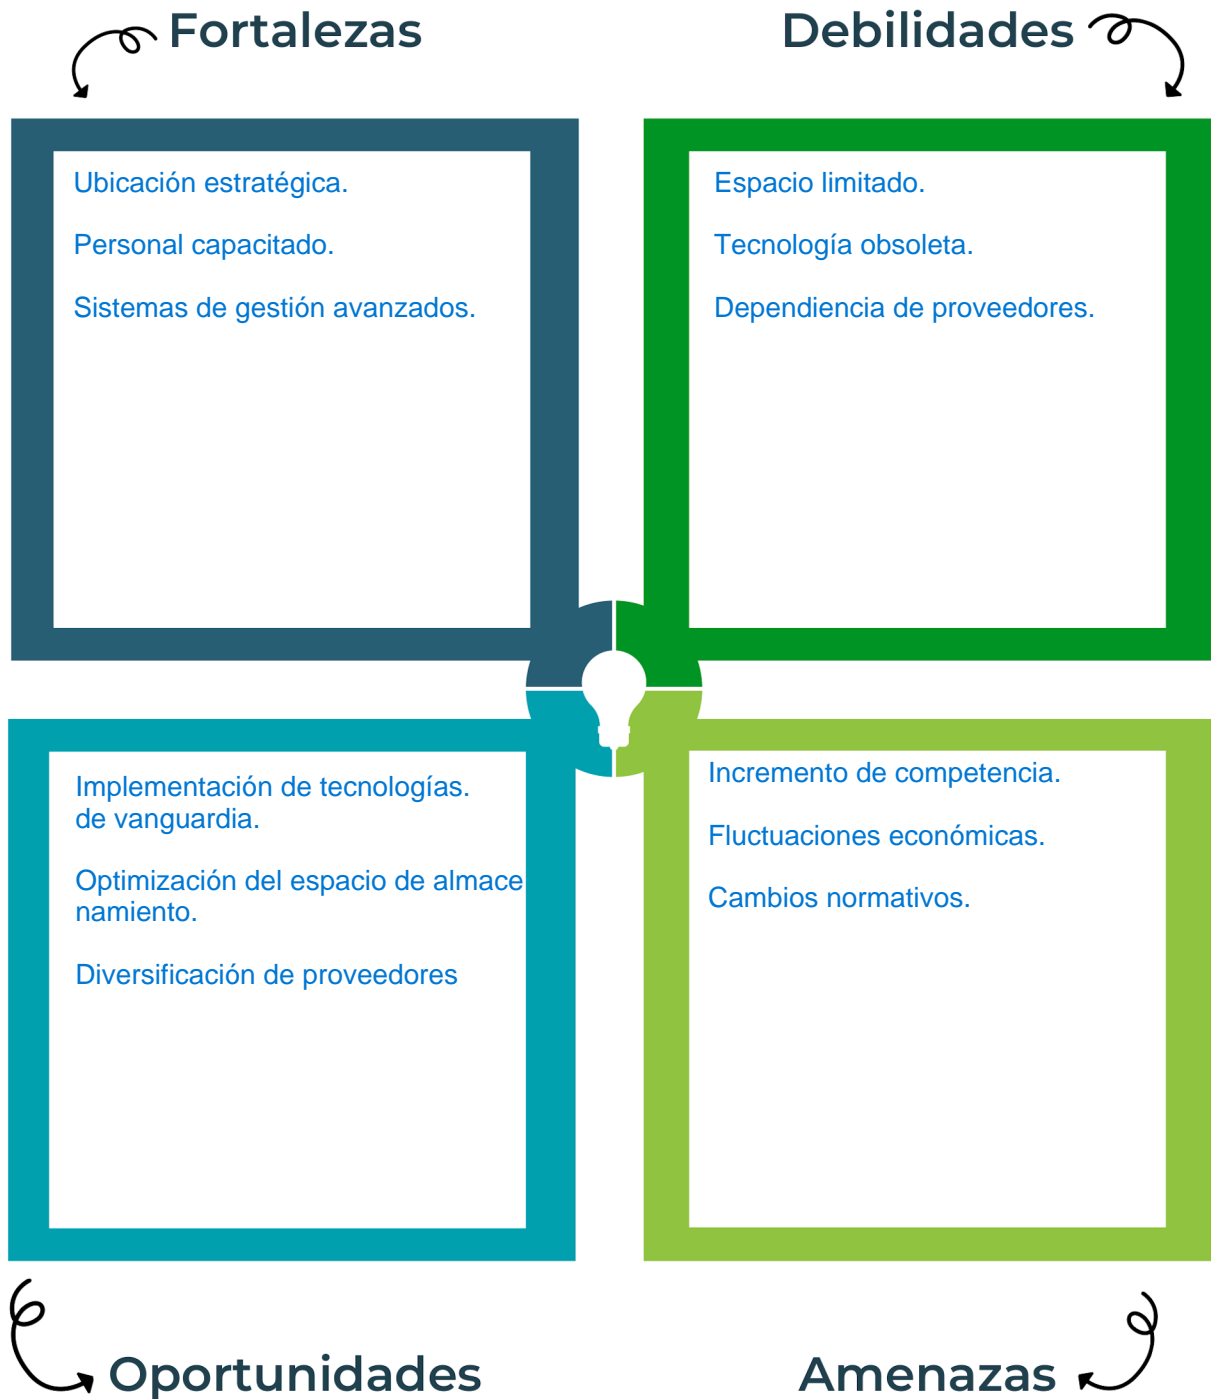 Fortalezas
Ubicación estratégica.
Personal capacitado.
Sistemas de gestión avanzados.
Debilidades
Espacio limitado.
Tecnología obsoleta.
Dependiencia de proveedores.
Implementación de tecnologías.
de vanguardia.
Optimización del espacio de almace
namiento.
Diversificación de proveedores
Oportunidades
Incremento de competencia.
Fluctuaciones económicas.
Cambios normativos.
Amenazas